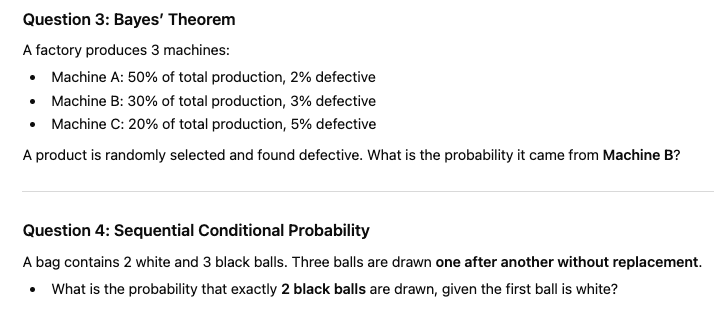 Question 3: Bayes’ Theorem
A factory produces 3 machines:
• Machine A: 50% of total production, 2% defective
• Machine B: 30% of total production, 3% defective
• Machine C: 20% of total production, 5% defective
A product is randomly selected and found defective. What is the probability it came from Machine B?
Question 4: Sequential Conditional Probability
A bag contains 2 white and 3 black balls. Three balls are drawn one after another without replacement.
• What is the probability that exactly 2 black balls are drawn, given the first ball is white?